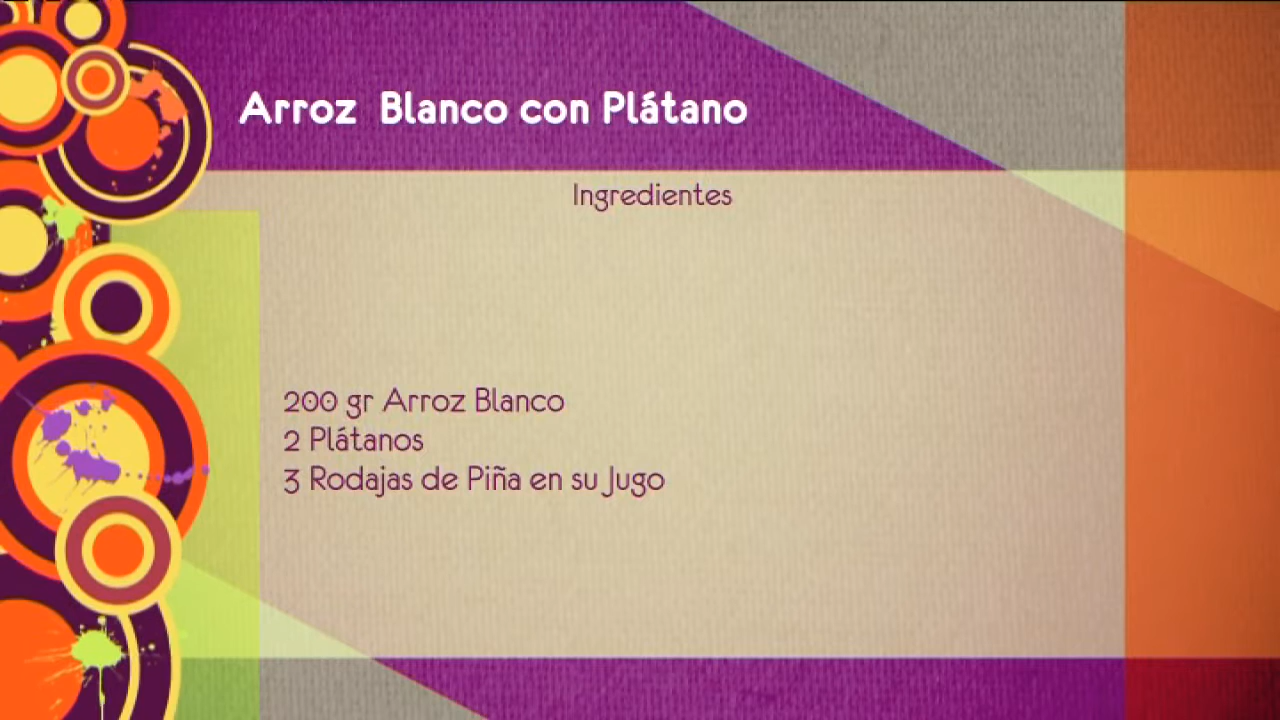 Arroz  Blanco con Plátano
Ingredientes
200 gr Arroz Blanco
2 Plátanos
3 Rodajas de Piña en su Jugo